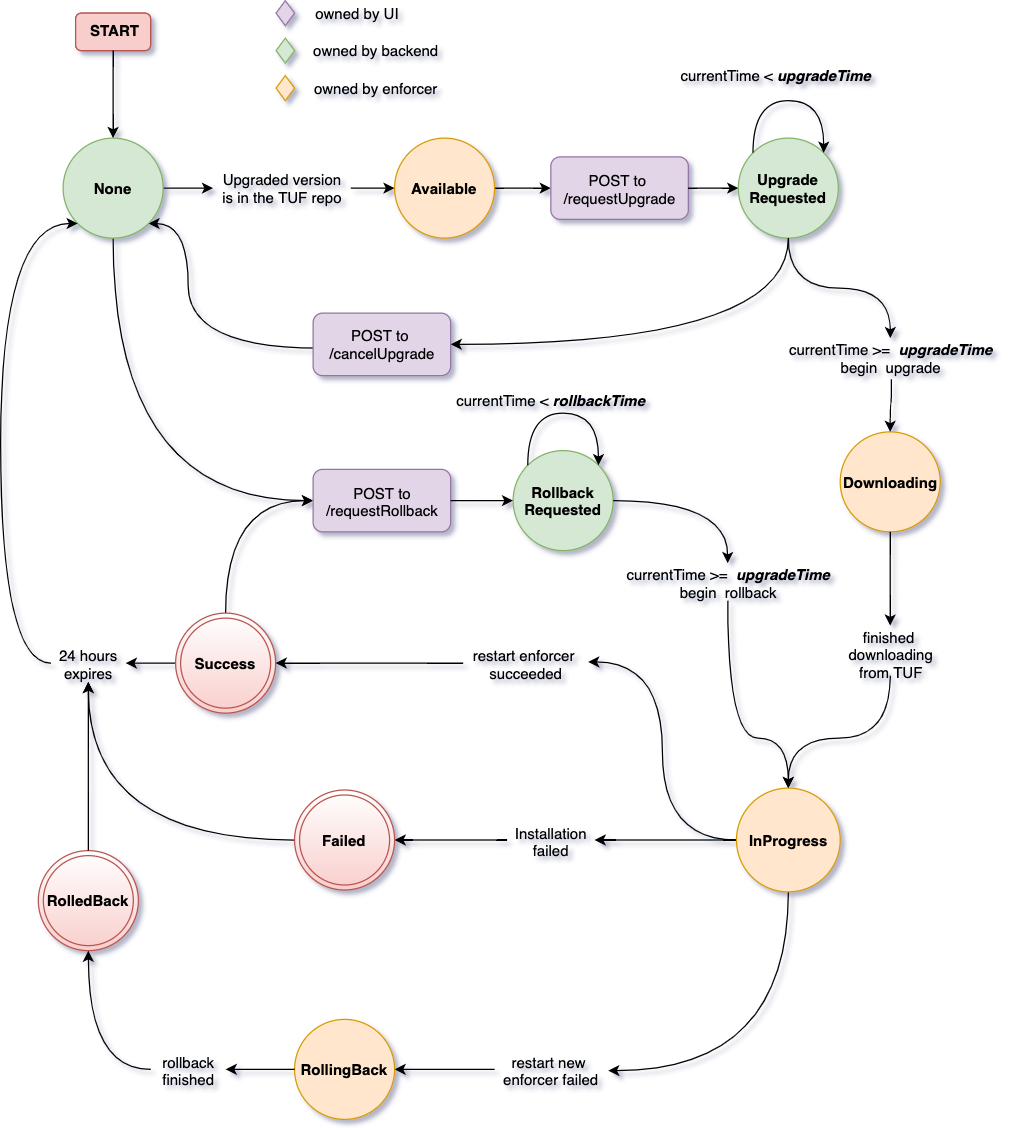 START
owned by UI
owned by backend
owned by enforcer
currentTime < upgradeTime
None
Upgraded version
is in the TUF repo
Available
POST to
/requestUpgrade
Upgrade
Requested
POST to
/cancelUpgrade
currentTime >= upgradeTime
begin upgrade
currentTime < rollbackTime
Downloading
POST to
/requestRollback
Rollback
Requested
currentTime >= upgradeTime
begin rollback
finished
downloading
from TUF
24 hours
expires
Success
restart enforcer
succeeded
Failed
Installation
failed
InProgress
RolledBack
rollback
finished
RollingBack
restart new
enforcer failed